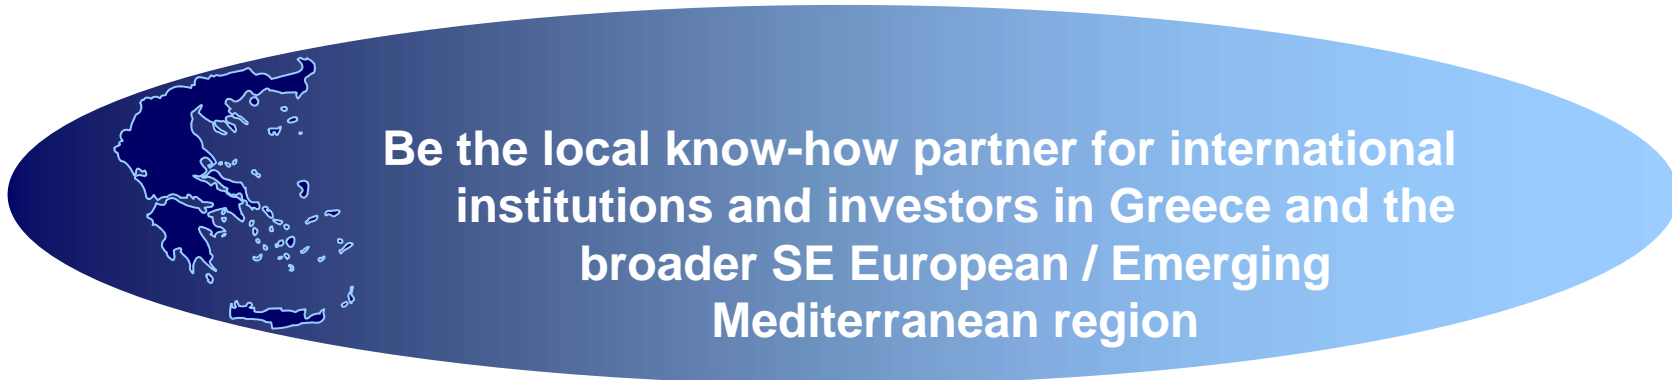 Be the local know-how partner for international
institutions and investors in Greece and the
broader SE European / Emerging
Mediterranean region